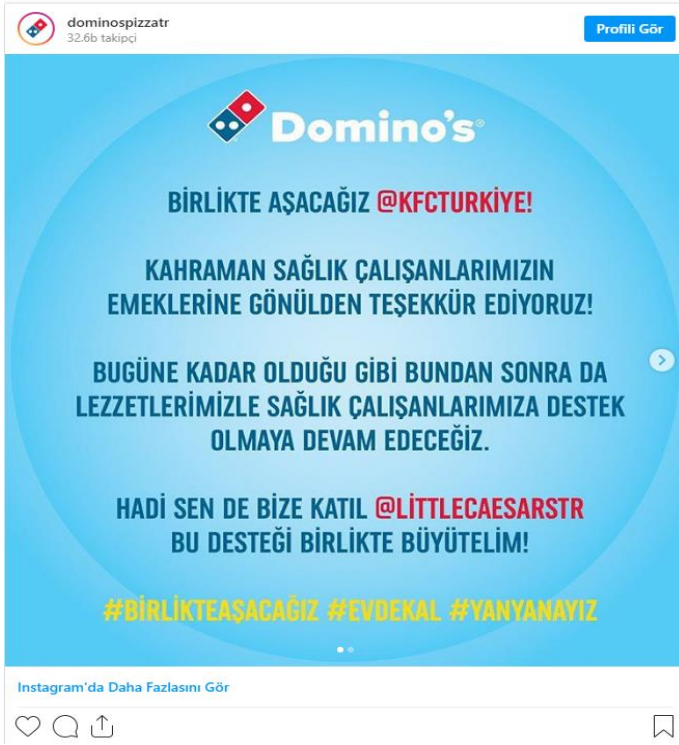 dominospizzatr
32.6b takipçi
Profili Gör
Domino's®
BİRLİKTE AŞACAĞIZ @KFCTURKİYE!
KAHRAMAN SAĞLIK ÇALIŞANLARIMIZIN
EMEKLERİNE GÖNÜLDEN TEŞEKKÜR EDİYORUZ!
BUGÜNE KADAR OLDUĞU GİBİ BUNDAN SONRA DA
LEZZETLERİMİZLE SAĞLIK ÇALIŞANLARIMIZA DESTEK
OLMAYA DEVAM EDECEĞİZ.
HADİ SEN DE BİZE KATIL @LİTTLECAESARSTR
BU DESTEĞİ BİRLİKTE BÜYÜTELİM!
#BİRLİKTEAŞACAĞIZ #EVDEKAL #YANYANAYIZ
Instagram'da Daha Fazlasını Gör